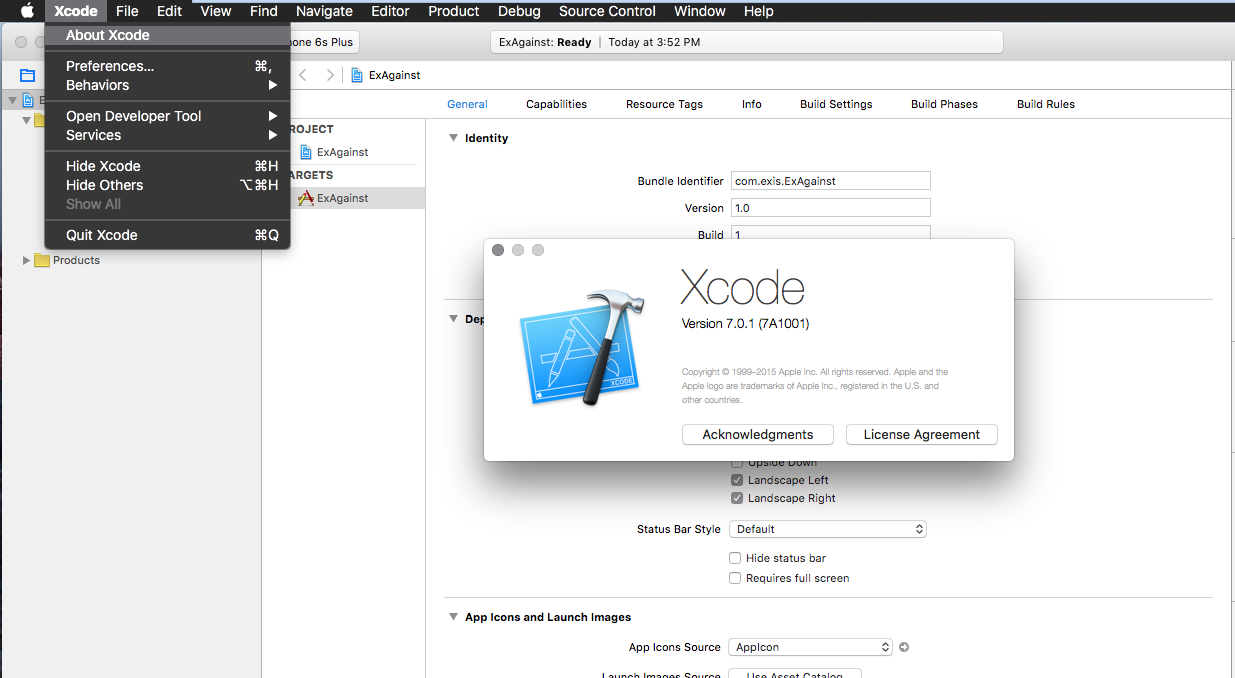 Xcode File Edit View Find Navigate Editor Product Debug Source Control Window Help
About Xcode
Preferences... ⌘,
Behaviors ▶
Open Developer Tool ▶
Services ▶
Hide Xcode ⌘H
Hide Others ⌥⌘H
Show All
Quit Xcode ⌘Q
6s Plus
ExAgainst: Ready | Today at 3:52 PM
ExAgainst
Products
General Capabilities Resource Tags Info Build Settings Build Phases Build Rules
ROJECT
ExAgainst
ARGETS
ExAgainst
Identity
Bundle Identifier com.exis.ExAgainst
Version 1.0
Build 1
Dep
Xcode
Version 7.0.1 (7A1001)
XCODE
Copyright © 1999–2015 Apple Inc. All rights reserved. Apple and the
Apple logo are trademarks of Apple Inc., registered in the U.S. and
other countries.
Acknowledgments License Agreement
Upside Down
Landscape Left
Landscape Right
Status Bar Style Default
Hide status bar
Requires full screen
App Icons and Launch Images
App Icons Source AppIcon
Launch Images Source Use Asset Catalog